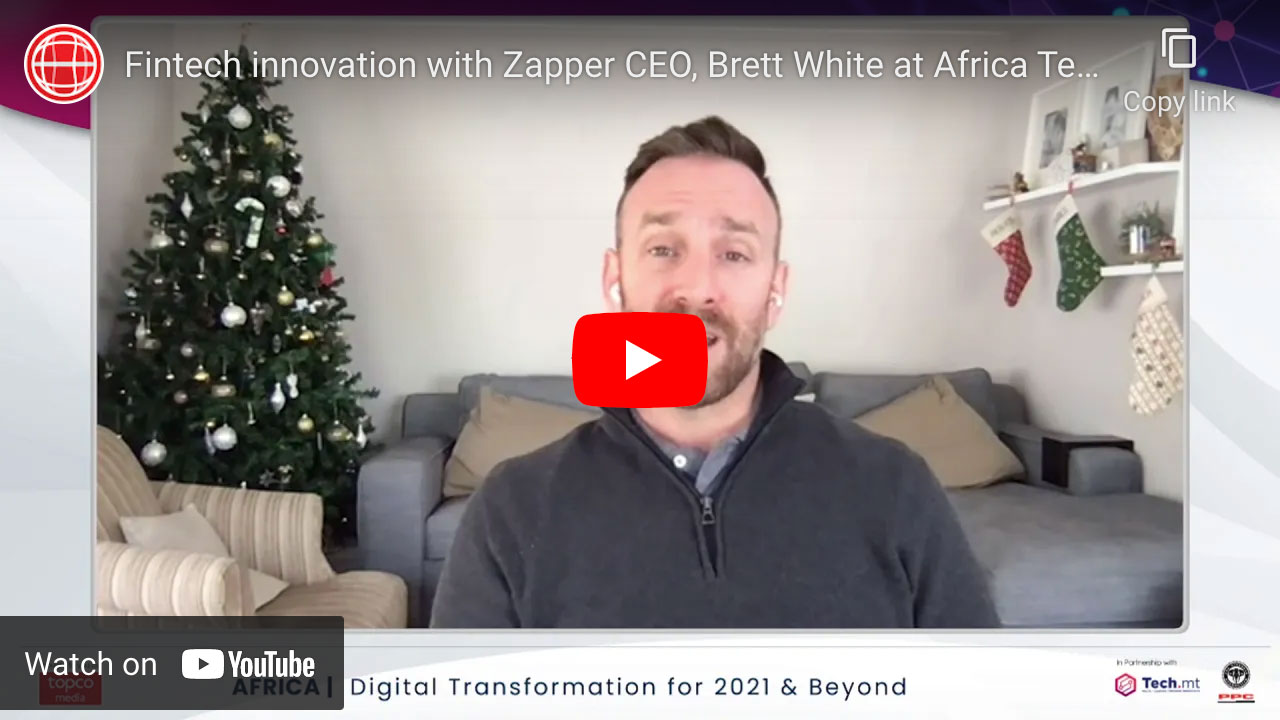 Fintech innovation with Zapper CEO, Brett White at Africa Te...
Copy link
Watch on YouTube
topco
media
AFRICA | Digital Transformation for 2021 & Beyond
In Partnership with
Tech.mt
PPC